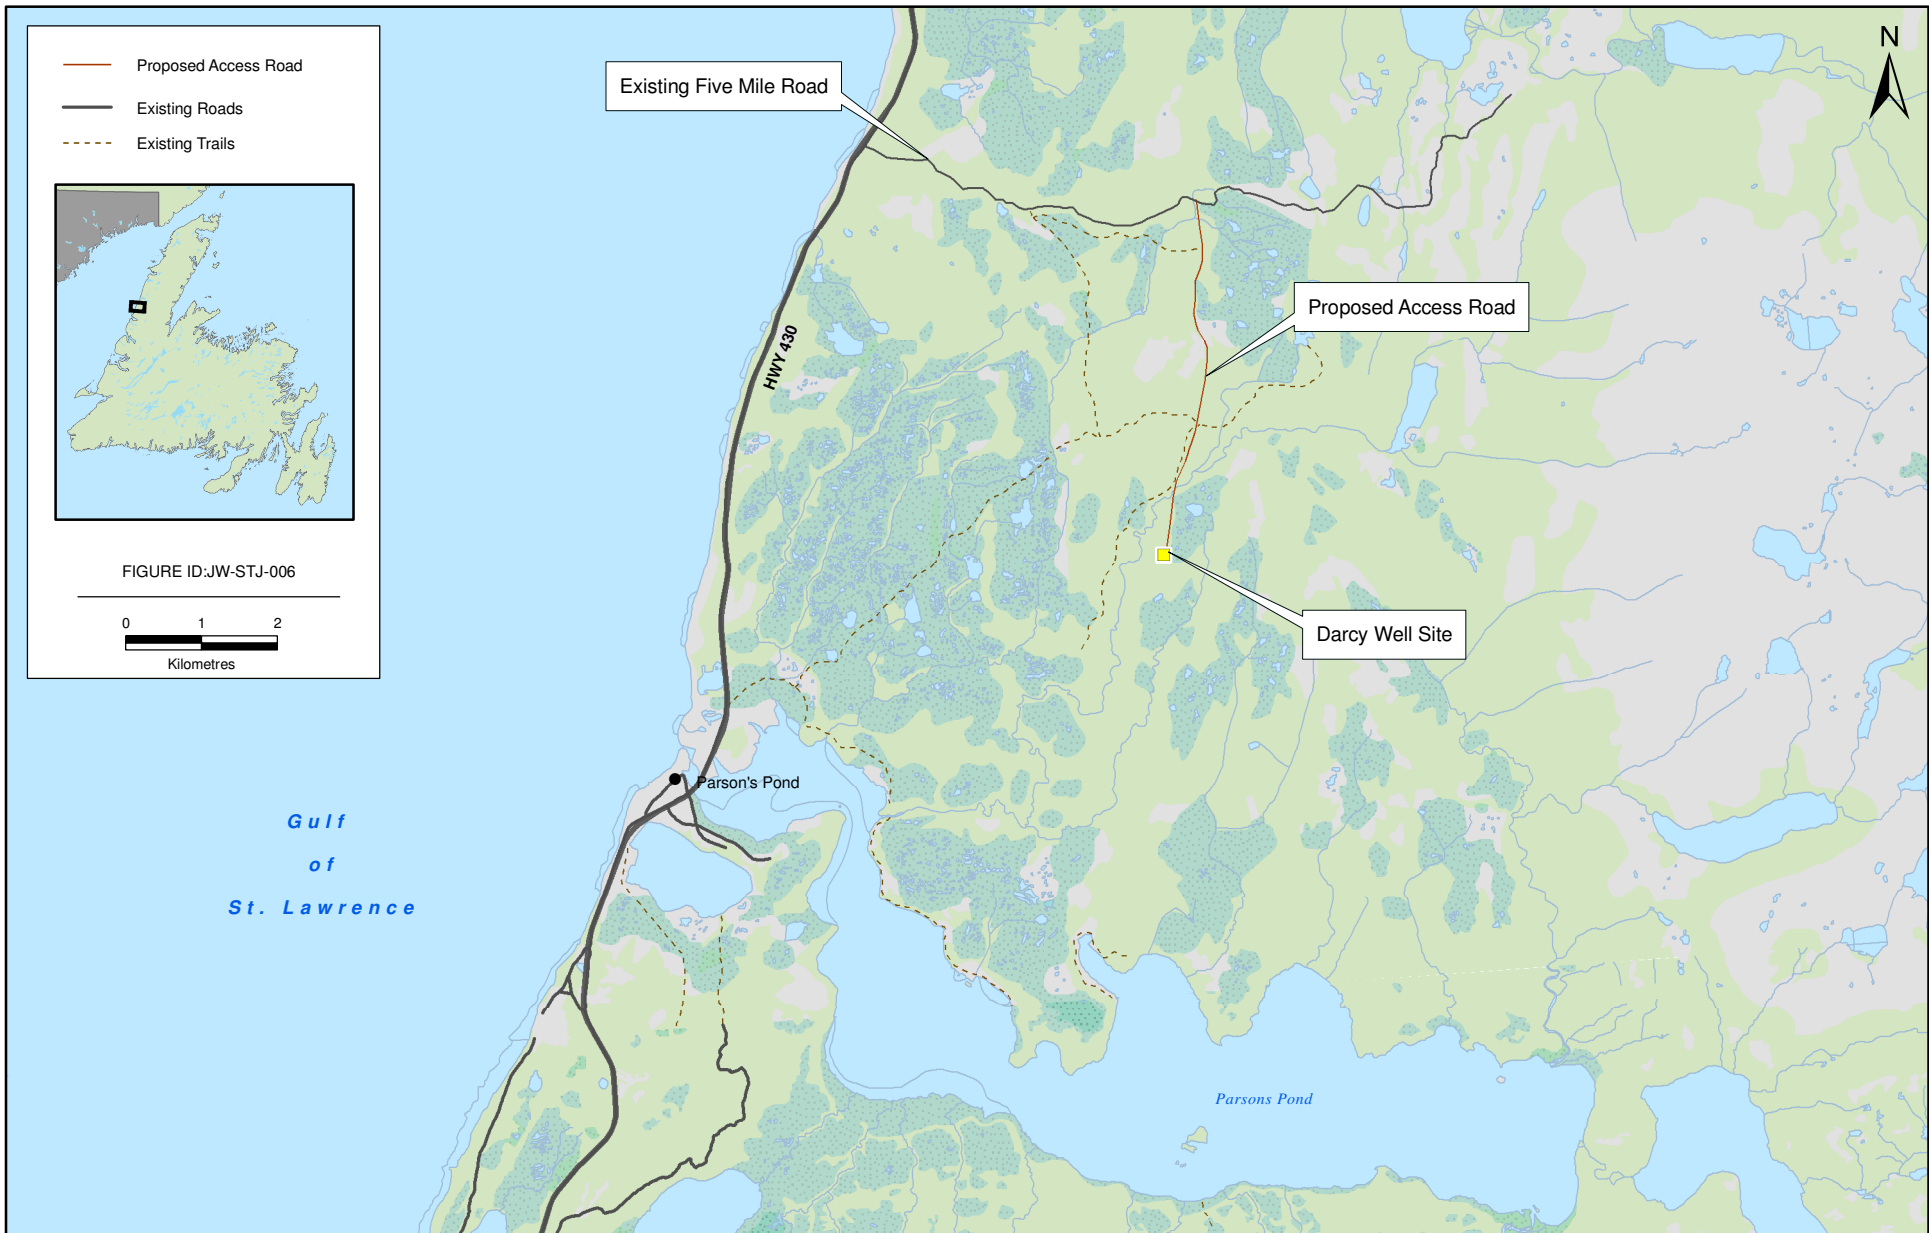 Proposed Access Road
Existing Roads
Existing Trails
FIGURE ID:JW-STJ-006
0 1 2
Kilometres
N
Existing Five Mile Road
Proposed Access Road
HWY 430
Darcy Well Site
Parson's Pond
Gulf
of
St. Lawrence
Parsons Pond